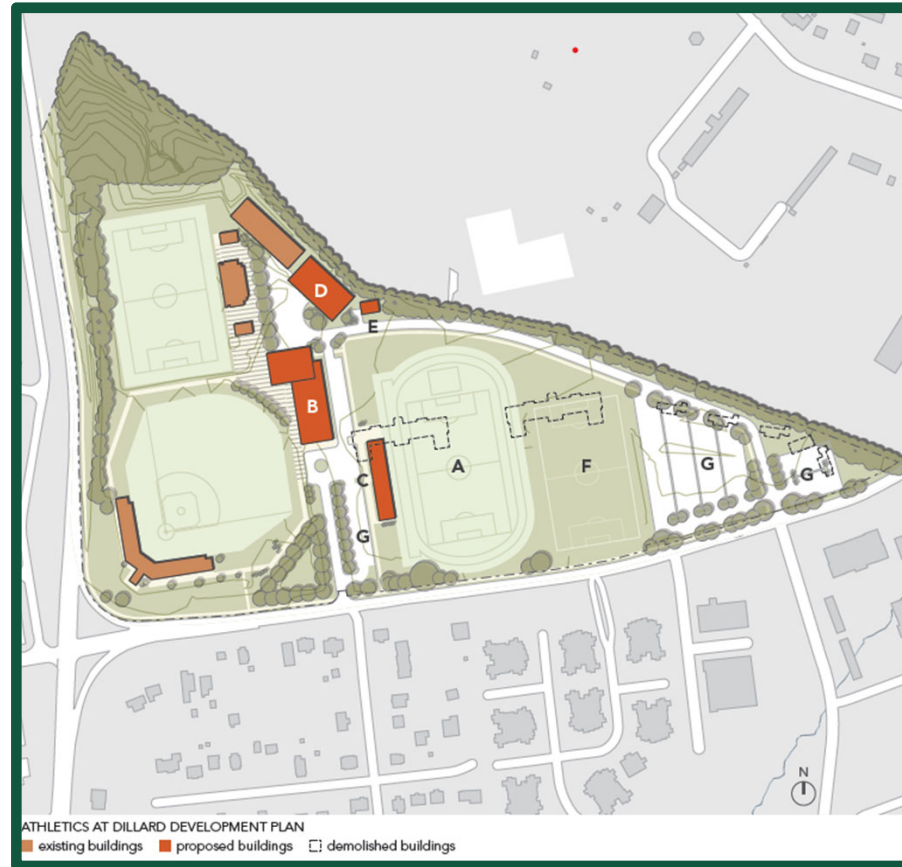 D
E
B
A
F
G
G
C
G
N
ATHLETICS AT DILLARD DEVELOPMENT PLAN
existing buildings proposed buildings demolished buildings